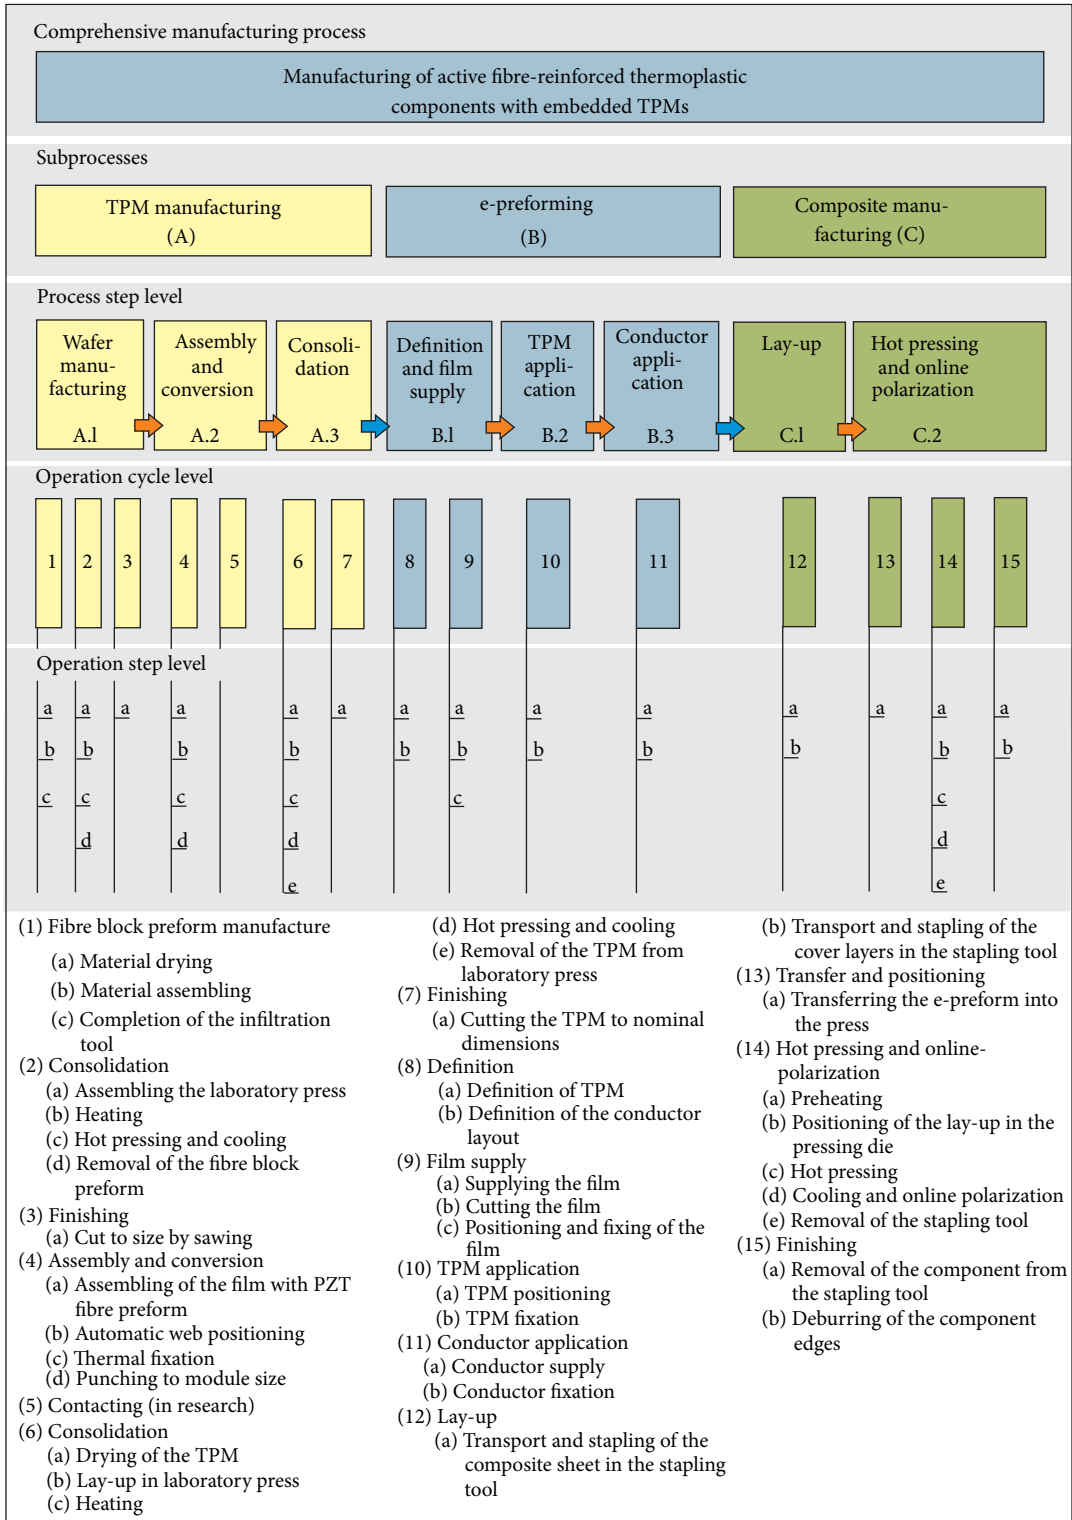 Comprehensive manufacturing process
Manufacturing of active fibre-reinforced thermoplastic
components with embedded TPMs
Subprocesses
TPM manufacturing
(A)
e-preforming
(B)
Composite manu-
facturing (C)
Process step level
Wafer
manu-
facturing
A.1
Assembly
and
conversion
A.2
Consoli-
dation
A.3
Definition
and film
supply
B.1
TPM
appli-
cation
B.2
Conductor
appli-
cation
B.3
Lay-up
C.1
Hot pressing
and online
polarization
C.2
Operation cycle level
1 2 3 4 5 6 7 8 9 10 11 12 13 14 15
Operation step level
a a a a a a a a a a a a a a
b b b b b b b b b b b
c c c c c c
d d d d
e e
(1) Fibre block preform manufacture
(a) Material drying
(b) Material assembling
(c) Completion of the infiltration
tool
(2) Consolidation
(a) Assembling the laboratory press
(b) Heating
(c) Hot pressing and cooling
(d) Removal of the fibre block
preform
(3) Finishing
(a) Cut to size by sawing
(4) Assembly and conversion
(a) Assembling of the film with PZT
fibre preform
(b) Automatic web positioning
(c) Thermal fixation
(d) Punching to module size
(5) Contacting (in research)
(6) Consolidation
(a) Drying of the TPM
(b) Lay-up in laboratory press
(c) Heating
(d) Hot pressing and cooling
(e) Removal of the TPM from
laboratory press
(7) Finishing
(a) Cutting the TPM to nominal
dimensions
(8) Definition
(a) Definition of TPM
(b) Definition of the conductor
layout
(9) Film supply
(a) Supplying the film
(b) Cutting the film
(c) Positioning and fixing of the
film
(10) TPM application
(a) TPM positioning
(b) TPM fixation
(11) Conductor application
(a) Conductor supply
(b) Conductor fixation
(12) Lay-up
(a) Transport and stapling of the
composite sheet in the stapling
tool
(b) Transport and stapling of the
cover layers in the stapling tool
(13) Transfer and positioning
(a) Transferring the e-preform into
the press
(14) Hot pressing and online-
polarization
(a) Preheating
(b) Positioning of the lay-up in the
pressing die
(c) Hot pressing
(d) Cooling and online polarization
(e) Removal of the stapling tool
(15) Finishing
(a) Removal of the component from
the stapling tool
(b) Deburring of the component
edges